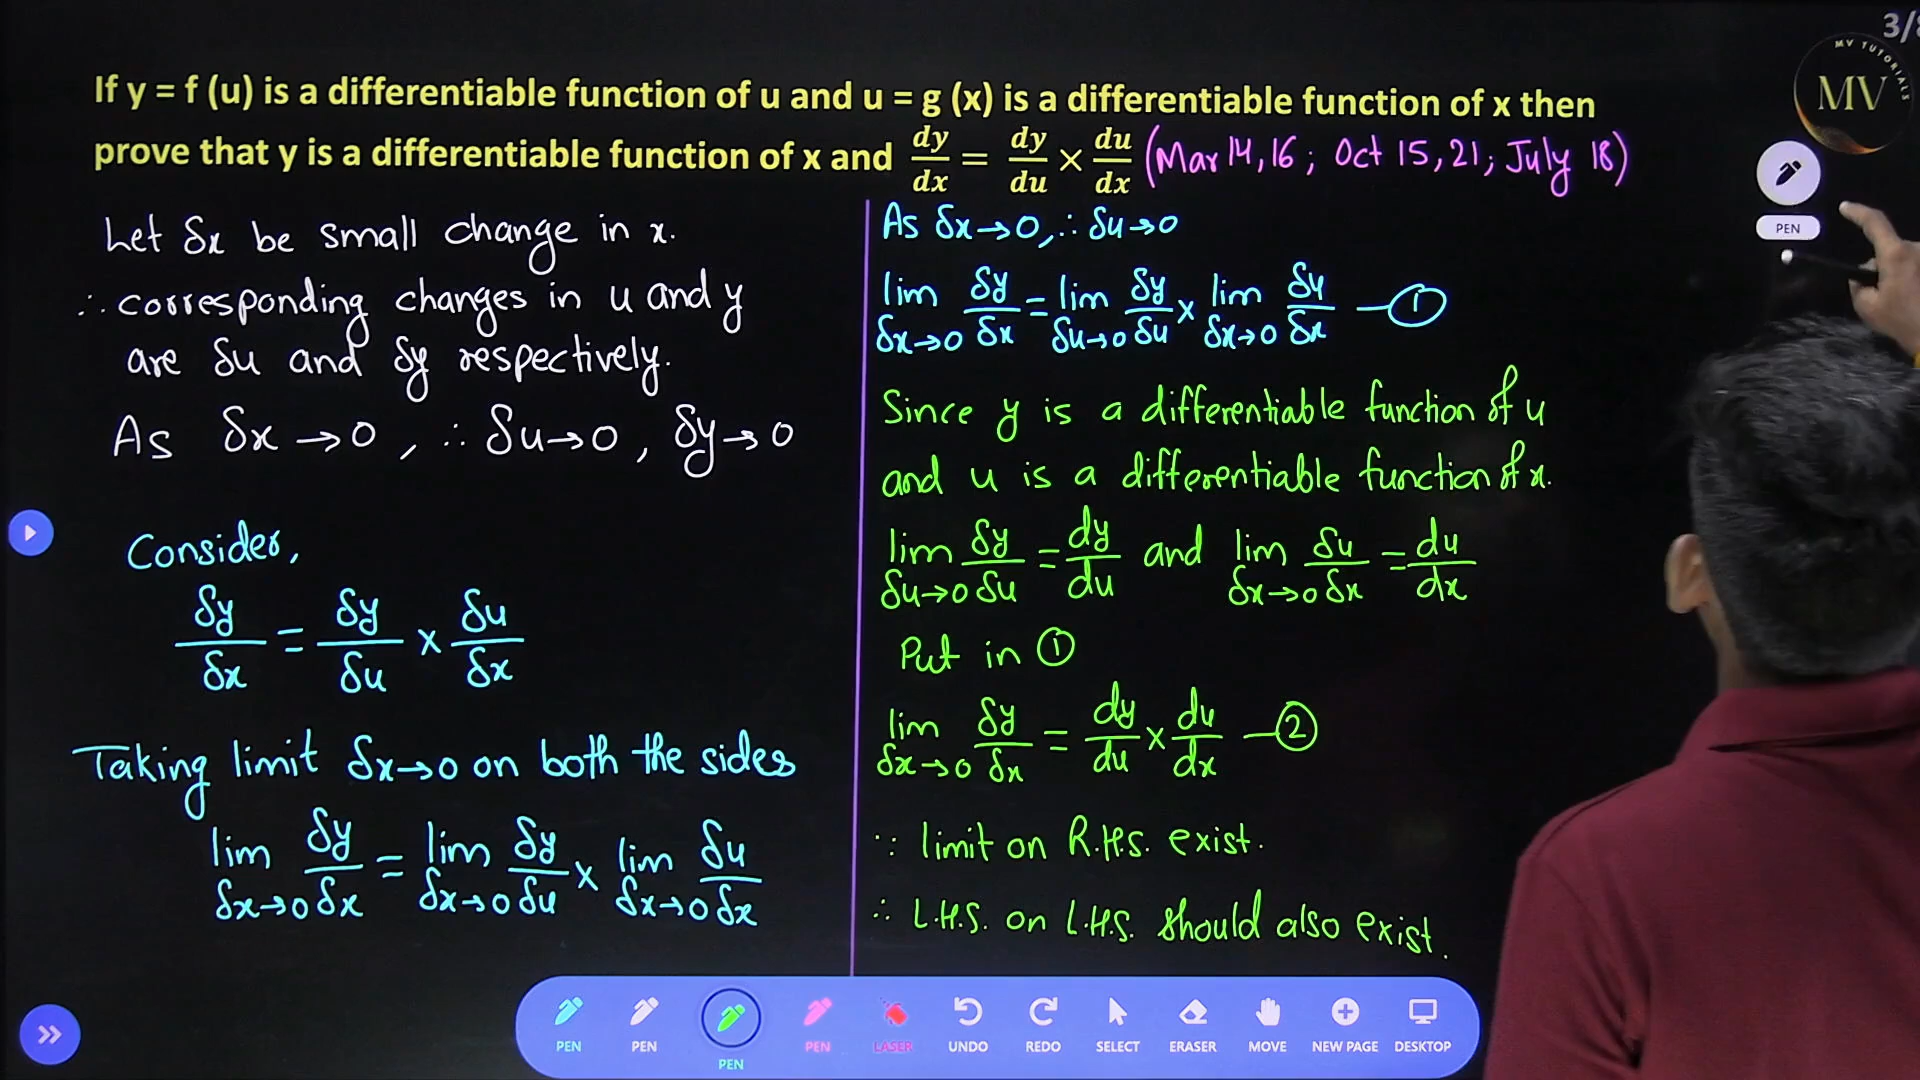 3/8
MV TUTORIALS
MV
If y = f (u) is a differentiable function of u and u = g (x) is a differentiable function of x then
prove that y is a differentiable function of x and dy/dx = dy/du × du/dx (Mar 14, 16 ; Oct 15, 21 ; July 18)
PEN
Let δx be small change in x.
∴ corresponding changes in u and y
are δu and δy respectively.
As δx → 0 , ∴ δu → 0 , δy → 0
Consider,
δy/δx = δy/δu × δu/δx
Taking limit δx → 0 on both the sides
lim δx→0 δy/δx = lim δx→0 δy/δu × lim δx→0 δu/δx
As δx → 0, ∴ δu → 0
lim δx→0 δy/δx = lim δu→0 δy/δu × lim δx→0 δu/δx — ①
Since y is a differentiable function of u
and u is a differentiable function of x.
lim δu→0 δy/δu = dy/du and lim δx→0 δu/δx = du/dx
Put in ①
lim δx→0 δy/δx = dy/du × du/dx — ②
∵ limit on R.H.S. exist.
∴ L.H.S. on L.H.S. should also exist.
PEN PEN PEN PEN LASER UNDO REDO SELECT ERASER MOVE NEW PAGE DESKTOP